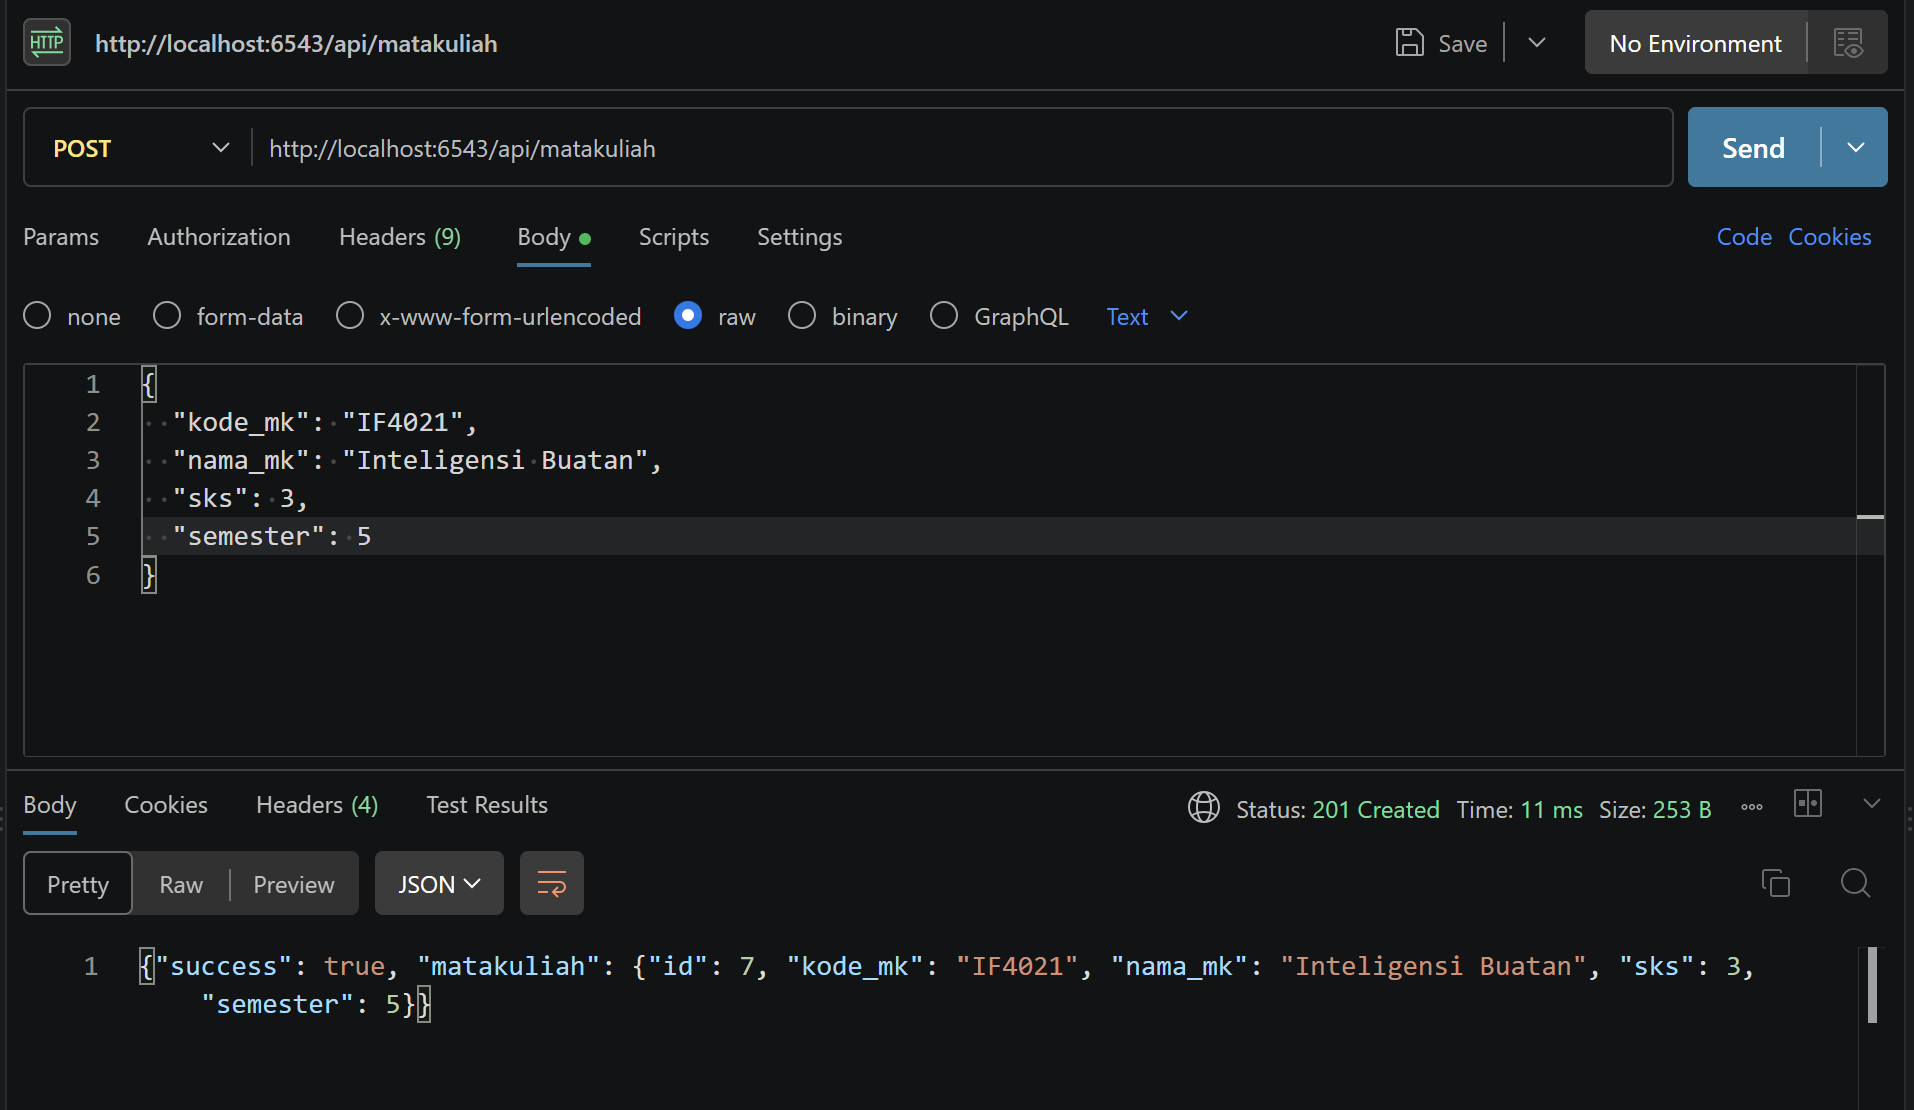 HTTP http://localhost:6543/api/matakuliah Save No Environment
POST http://localhost:6543/api/matakuliah Send
Params Authorization Headers (9) Body Scripts Settings Code Cookies
none form-data x-www-form-urlencoded raw binary GraphQL Text
1 {
2 "kode_mk": "IF4021",
3 "nama_mk": "Inteligensi Buatan",
4 "sks": 3,
5 "semester": 5
6 }
Body Cookies Headers (4) Test Results Status: 201 Created Time: 11 ms Size: 253 B
Pretty Raw Preview JSON
1 {"success": true, "matakuliah": {"id": 7, "kode_mk": "IF4021", "nama_mk": "Inteligensi Buatan", "sks": 3,
"semester": 5}}